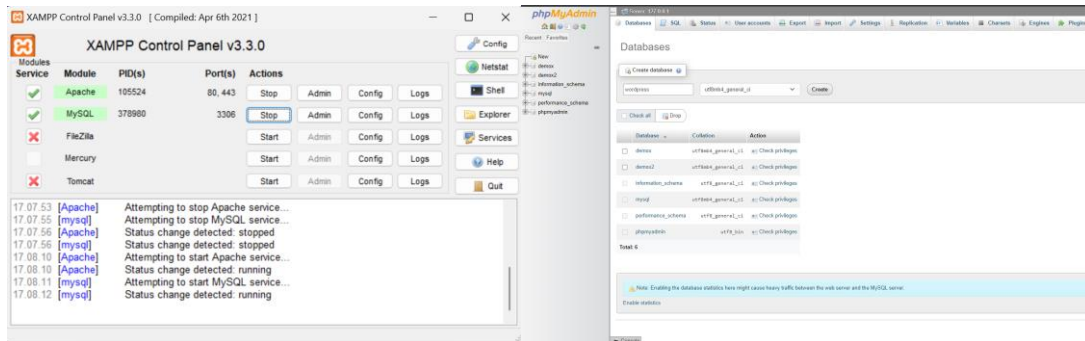 XAMPP Control Panel v3.3.0 [ Compiled: Apr 6th 2021 ]
XAMPP Control Panel v3.3.0
Config
Modules
Service Module PID(s) Port(s) Actions
Netstat
Apache 105524 80, 443 Stop Admin Config Logs
Shell
MySQL 378980 3306 Stop Admin Config Logs
Explorer
FileZilla Start Admin Config Logs
Services
Mercury Start Admin Config Logs
Help
Tomcat Start Admin Config Logs
Quit
17.07.53 [Apache] Attempting to stop Apache service...
17.07.55 [mysql] Attempting to stop MySQL service...
17.07.56 [Apache] Status change detected: stopped
17.07.56 [mysql] Status change detected: stopped
17.08.10 [Apache] Attempting to start Apache service...
17.08.10 [Apache] Status change detected: running
17.08.11 [mysql] Attempting to start MySQL service...
17.08.12 [mysql] Status change detected: running
phpMyAdmin
Recent Favorites
New
information_schema
mysql
performance_schema
phpmyadmin
Databases SQL Status User accounts Export Import Settings Replication Variables Charsets Engines Plugins
Databases
Create database
wordpress utf8mb4_general_ci Create
Check all Drop
Database Collation Action
utf8mb4_general_ci Check privileges
utf8mb4_general_ci Check privileges
information_schema utf8_general_ci Check privileges
mysql utf8mb4_general_ci Check privileges
performance_schema utf8_general_ci Check privileges
phpmyadmin utf8_bin Check privileges
Total: 6
Note: Enabling the database statistics here might cause heavy traffic between the web server and the MySQL server.
Enable statistics
Console